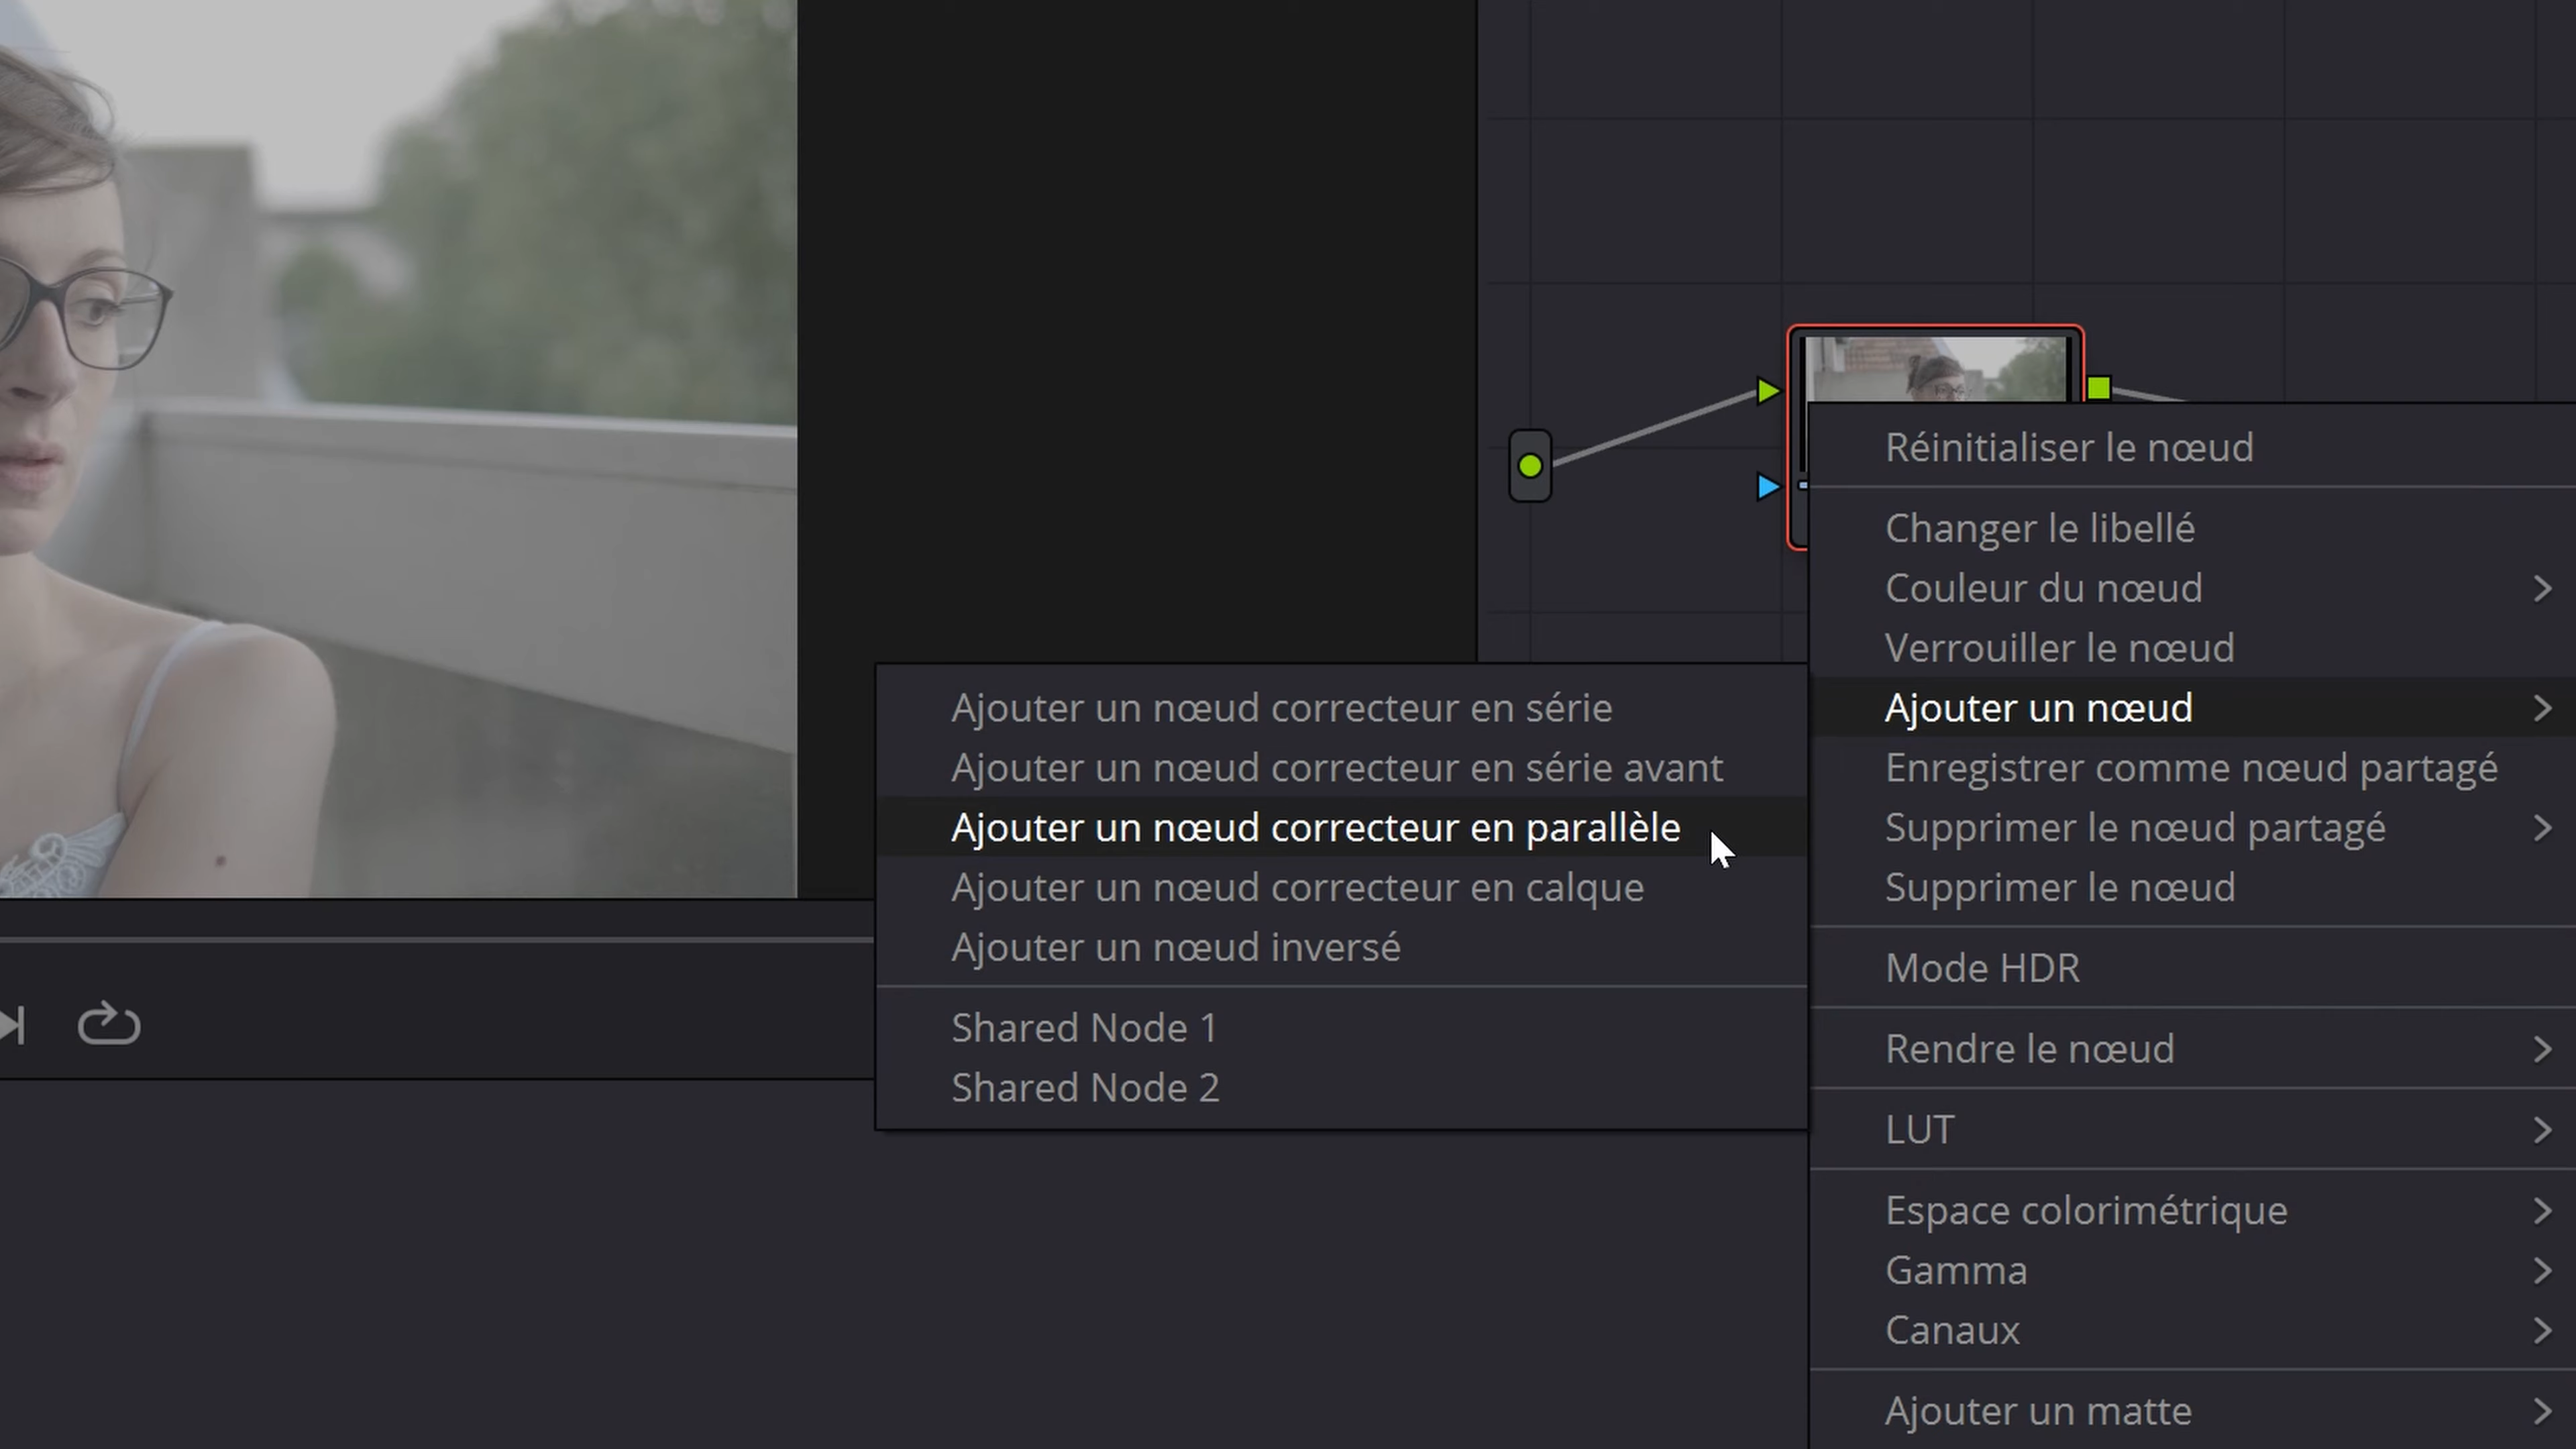 Réinitialiser le nœud
Changer le libellé
Couleur du nœud
Verrouiller le nœud
Ajouter un nœud
Enregistrer comme nœud partagé
Supprimer le nœud partagé
Supprimer le nœud
Mode HDR
Rendre le nœud
LUT
Espace colorimétrique
Gamma
Canaux
Ajouter un matte
Ajouter un nœud correcteur en série
Ajouter un nœud correcteur en série avant
Ajouter un nœud correcteur en parallèle
Ajouter un nœud correcteur en calque
Ajouter un nœud inversé
Shared Node 1
Shared Node 2